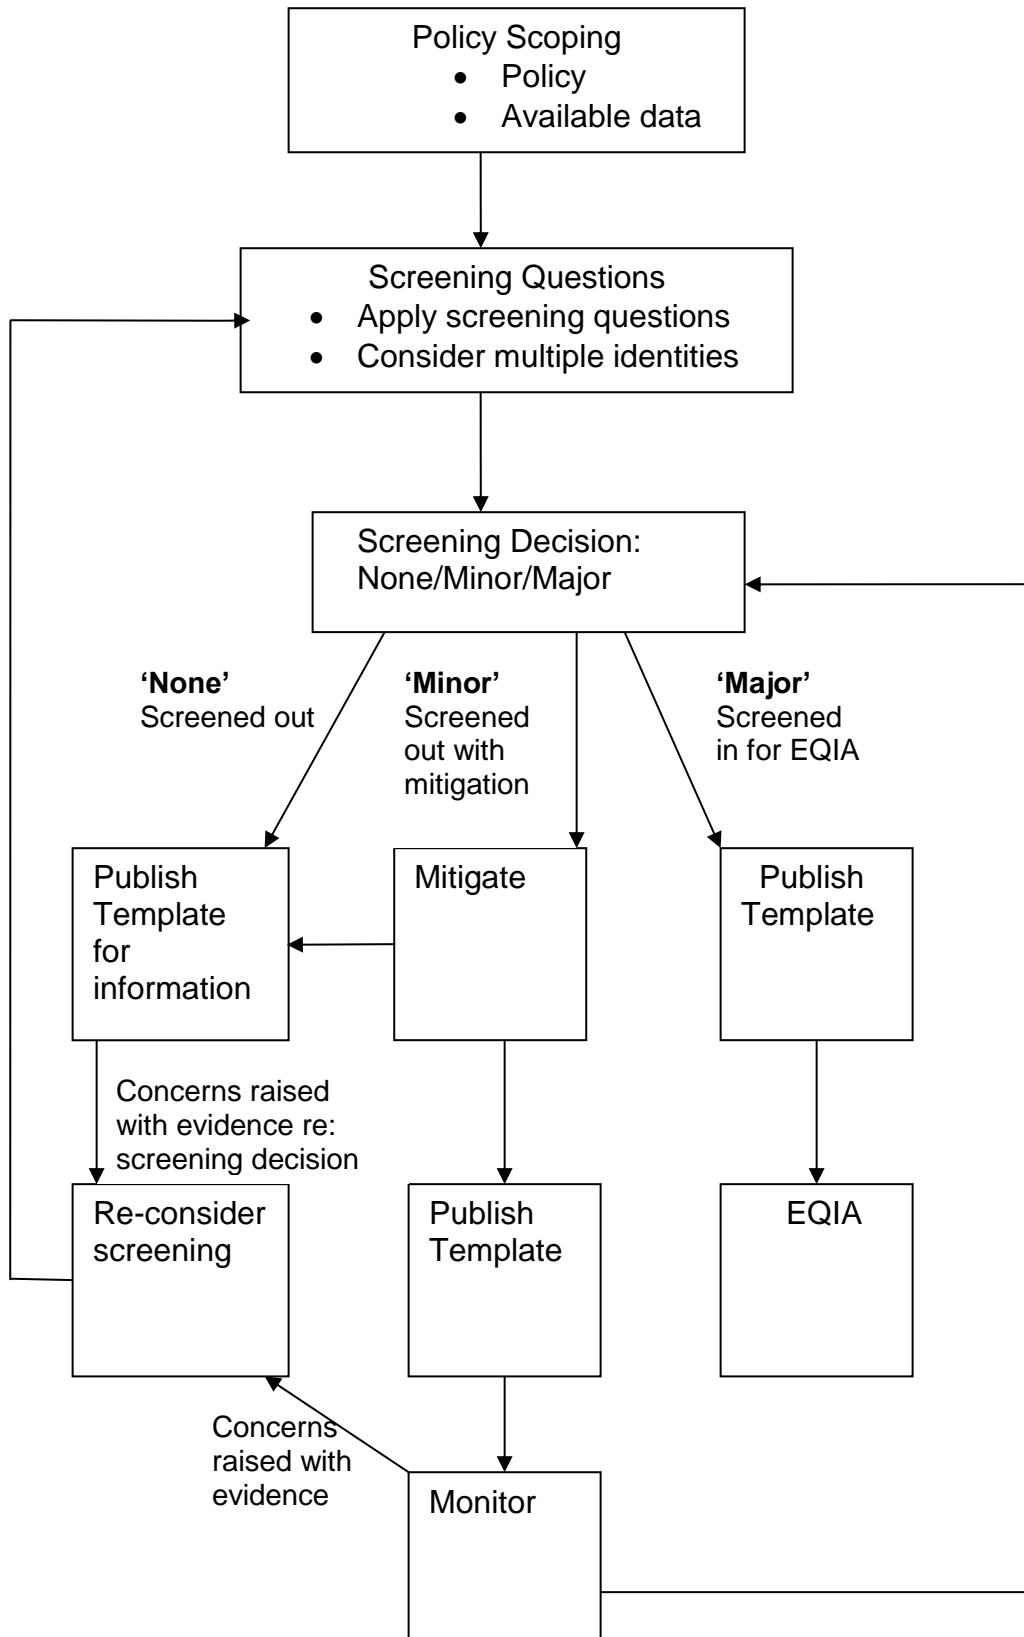 Policy Scoping
• Policy
• Available data
Screening Questions
• Apply screening questions
• Consider multiple identities
Screening Decision:
None/Minor/Major
‘None’
Screened out
‘Minor’
Screened
out with
mitigation
‘Major’
Screened
in for EQIA
Publish
Template
for
information
Mitigate
Publish
Template
Concerns raised
with evidence re:
screening decision
Re-consider
screening
Publish
Template
EQIA
Concerns
raised with
evidence
Monitor